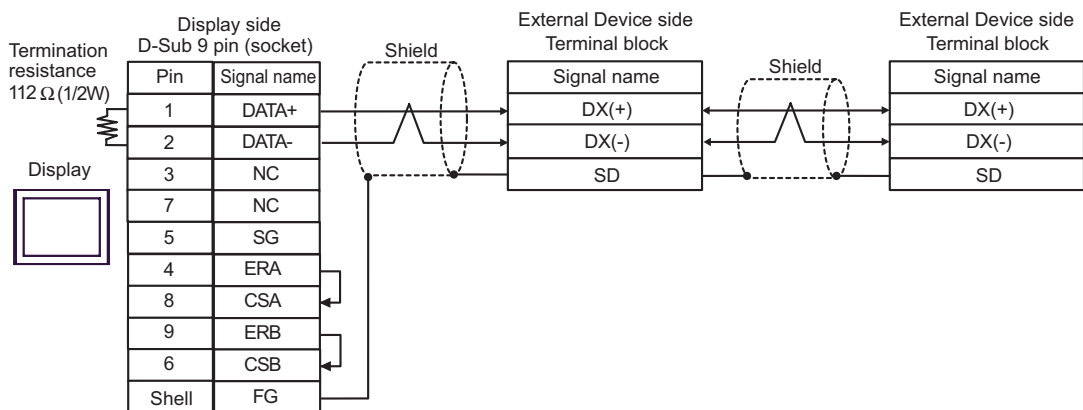 Display side
D-Sub 9 pin (socket)
Termination
resistance
112 Ω (1/2W)
Display
Pin Signal name
1 DATA+
2 DATA-
3 NC
7 NC
5 SG
4 ERA
8 CSA
9 ERB
6 CSB
Shell FG
Shield
External Device side
Terminal block
Signal name
DX(+)
DX(-)
SD
Shield
External Device side
Terminal block
Signal name
DX(+)
DX(-)
SD